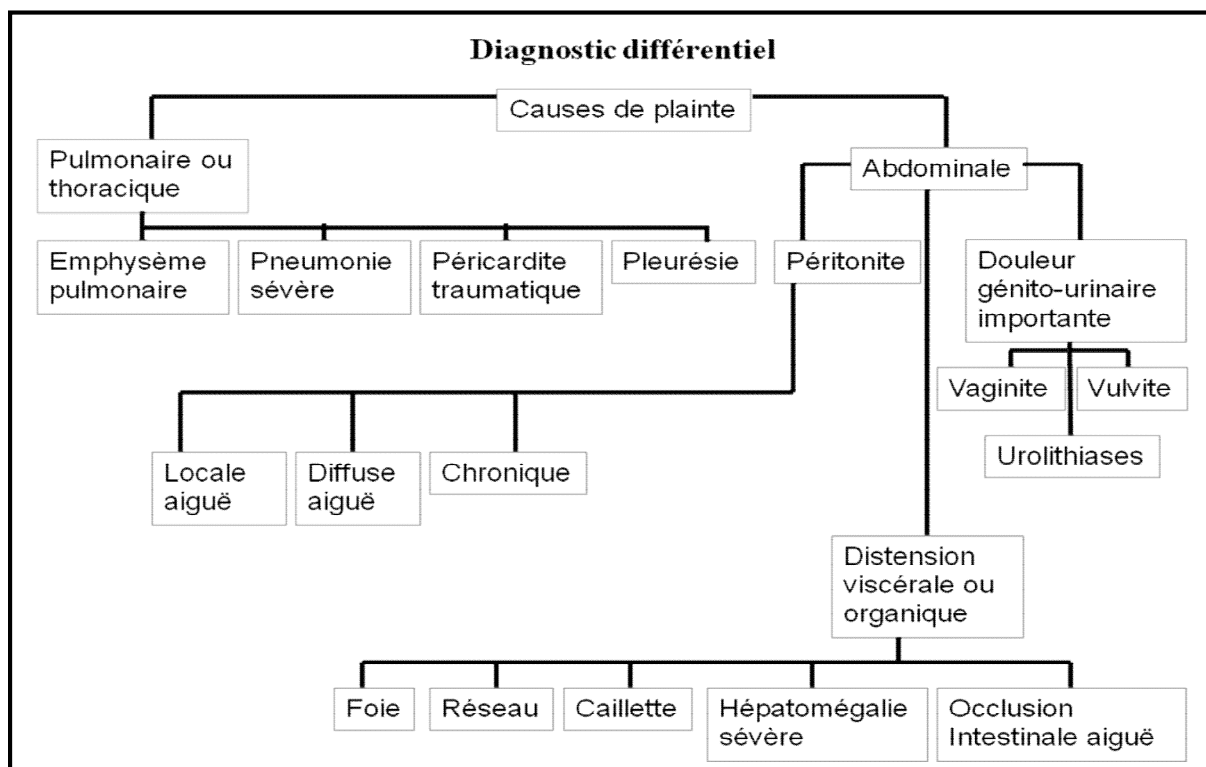 Diagnostic différentiel
Causes de plainte
Pulmonaire ou
thoracique
Abdominale
Emphysème
pulmonaire
Pneumonie
sévère
Péricardite
traumatique
Pleurésie
Péritonite
Douleur
génito-urinaire
importante
Vaginite
Vulvite
Urolithiases
Locale
aiguë
Diffuse
aiguë
Chronique
Distension
viscérale ou
organique
Foie
Réseau
Caillette
Hépatomégalie
sévère
Occlusion
Intestinale aiguë